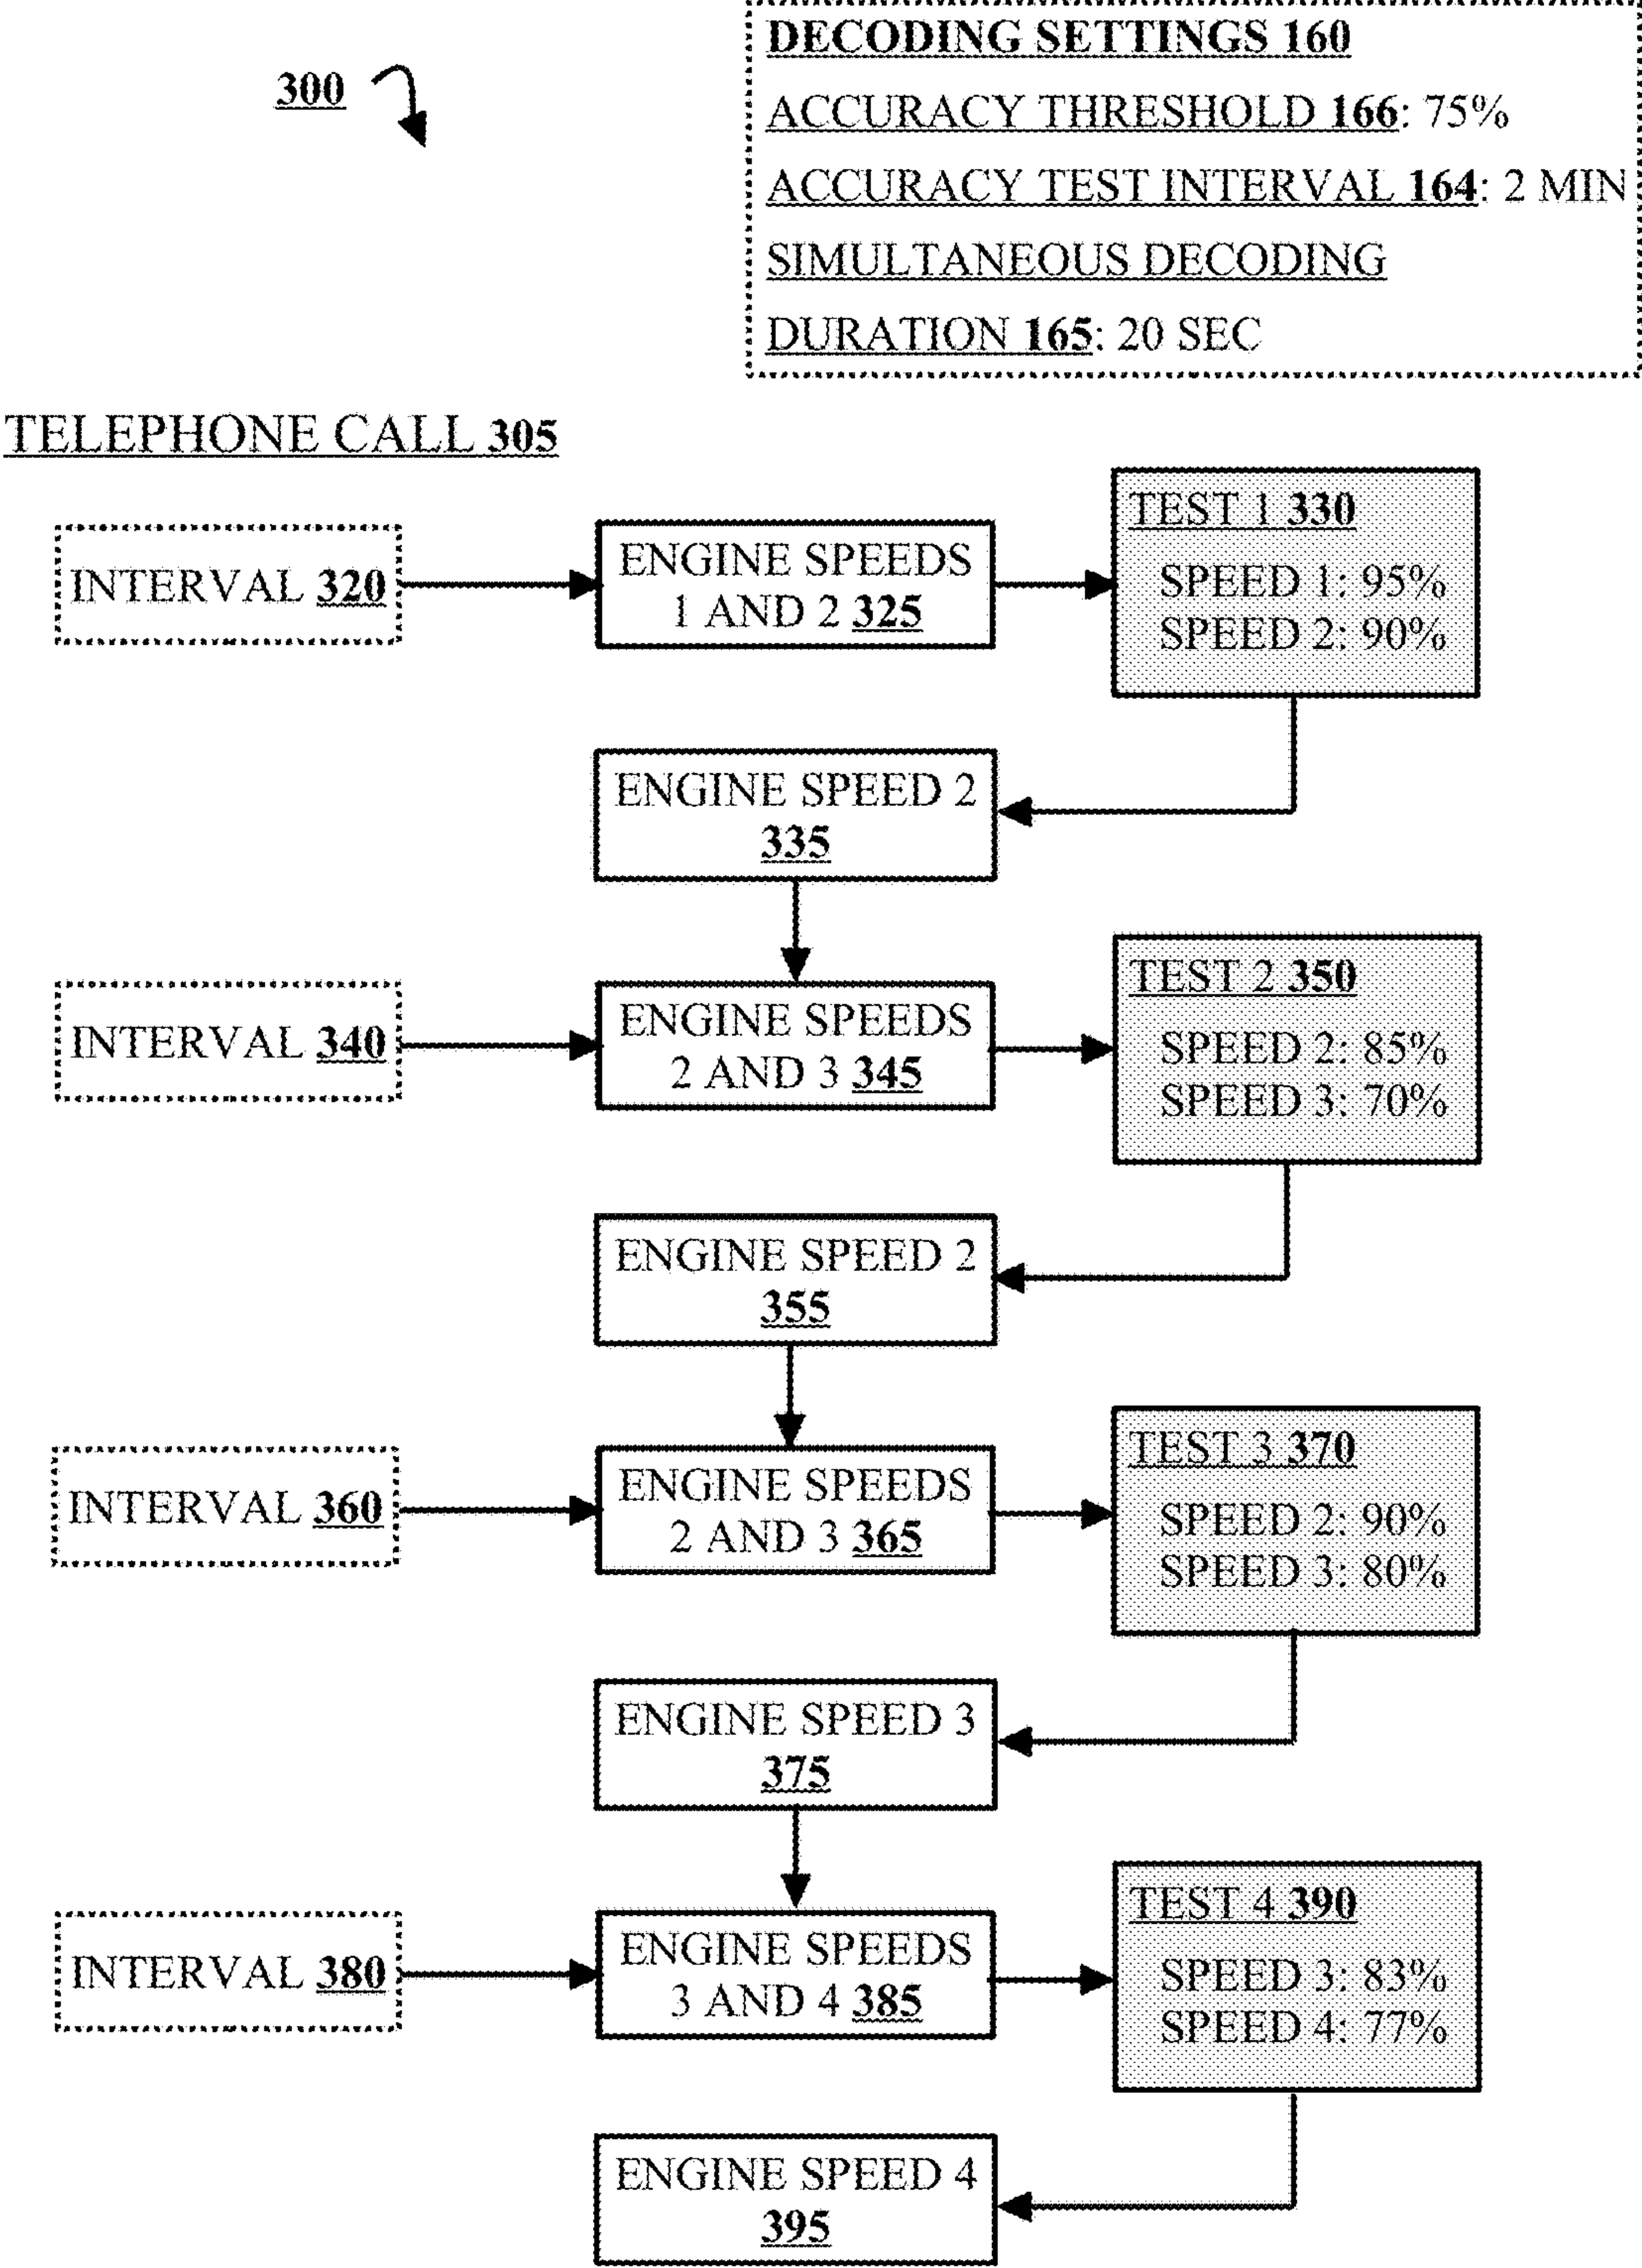 300
DECODING SETTINGS 160
ACCURACY THRESHOLD 166: 75%
ACCURACY TEST INTERVAL 164: 2 MIN
SIMULTANEOUS DECODING
DURATION 165: 20 SEC
TELEPHONE CALL 305
INTERVAL 320
ENGINE SPEEDS
1 AND 2 325
TEST 1 330
SPEED 1: 95%
SPEED 2: 90%
ENGINE SPEED 2
335
INTERVAL 340
ENGINE SPEEDS
2 AND 3 345
TEST 2 350
SPEED 2: 85%
SPEED 3: 70%
ENGINE SPEED 2
355
INTERVAL 360
ENGINE SPEEDS
2 AND 3 365
TEST 3 370
SPEED 2: 90%
SPEED 3: 80%
ENGINE SPEED 3
375
INTERVAL 380
ENGINE SPEEDS
3 AND 4 385
TEST 4 390
SPEED 3: 83%
SPEED 4: 77%
ENGINE SPEED 4
395